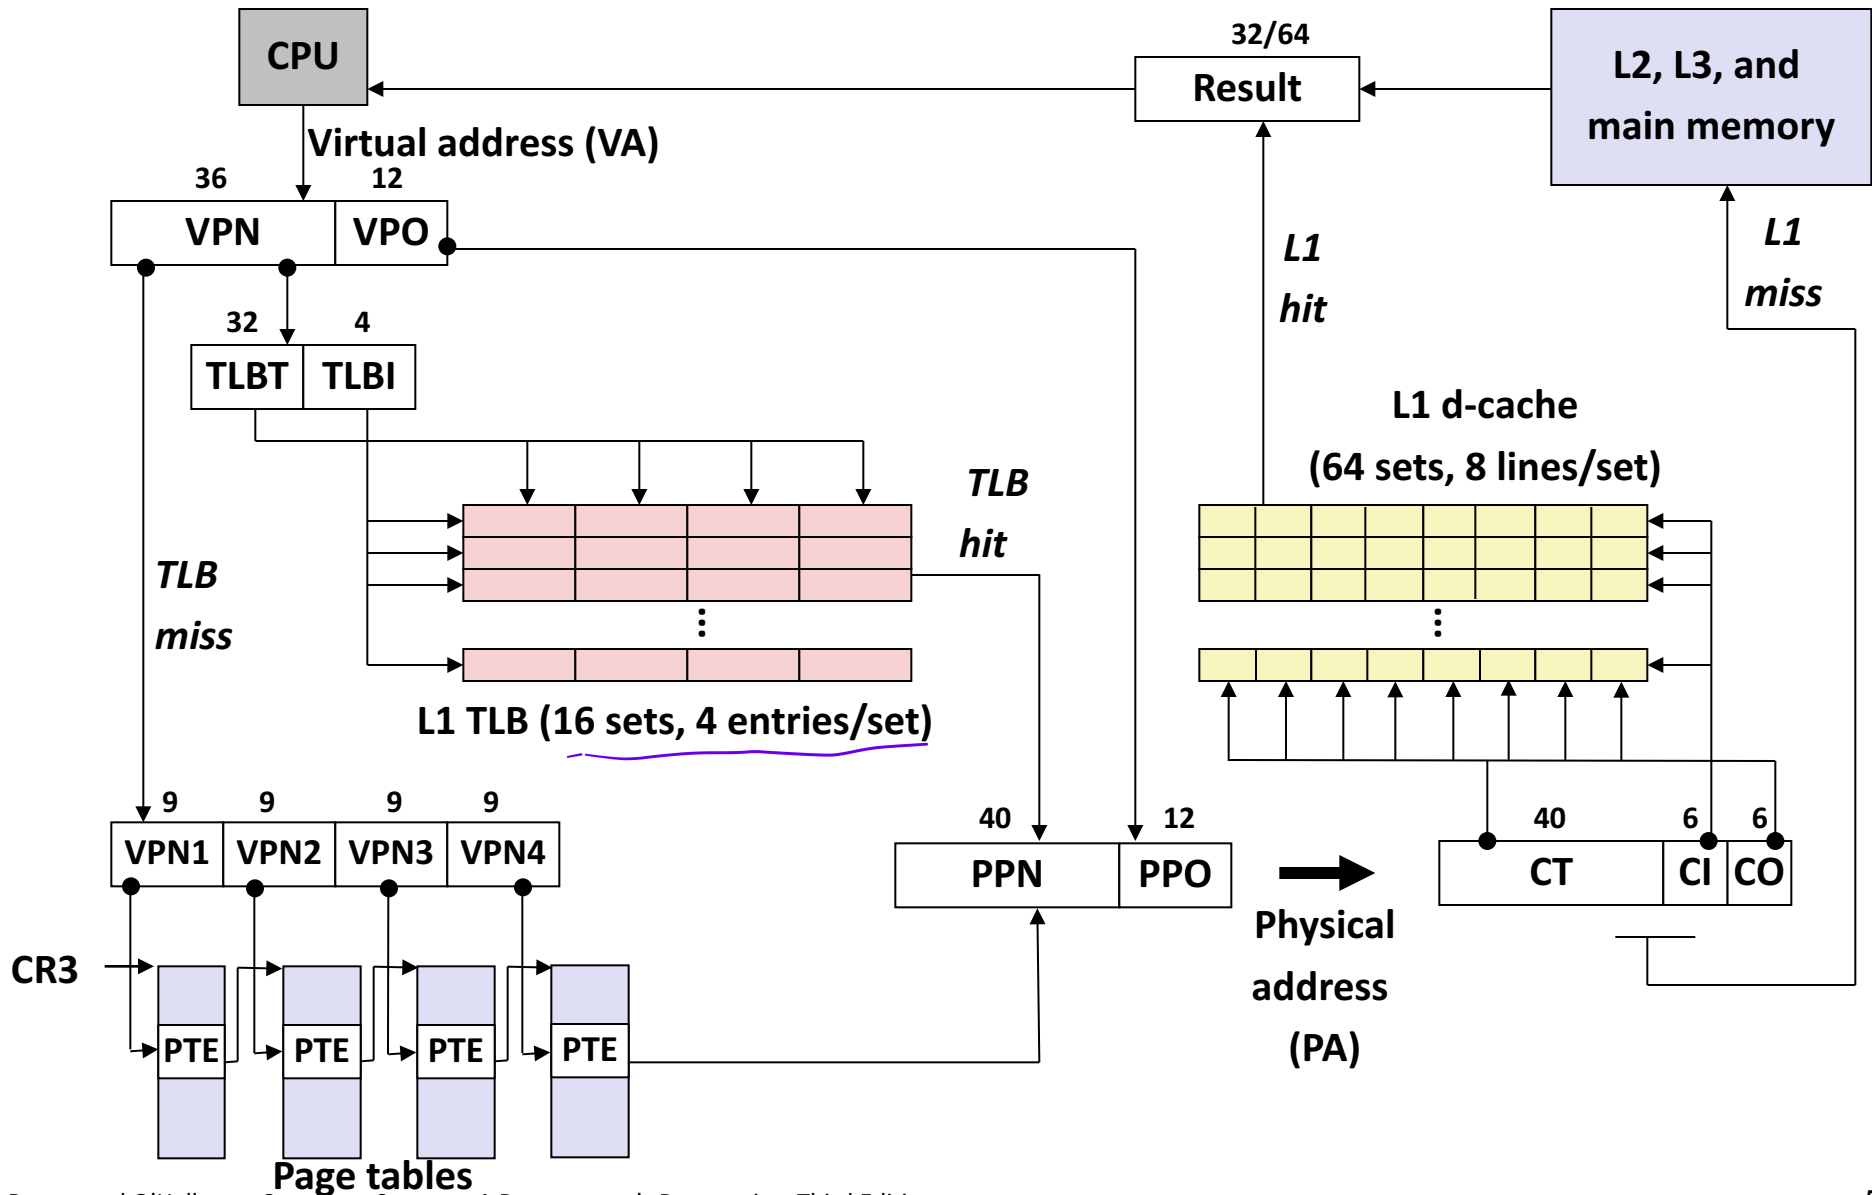 CPU
32/64
Result
L2, L3, and
main memory
Virtual address (VA)
36
12
VPN
VPO
L1
hit
L1
miss
32
4
TLBT
TLBI
L1 d-cache
(64 sets, 8 lines/set)
TLB
hit
TLB
miss
L1 TLB (16 sets, 4 entries/set)
9
9
9
9
VPN1
VPN2
VPN3
VPN4
40
12
PPN
PPO
40
6
6
CT
CI
CO
Physical
address
(PA)
CR3
PTE
PTE
PTE
PTE
Page tables